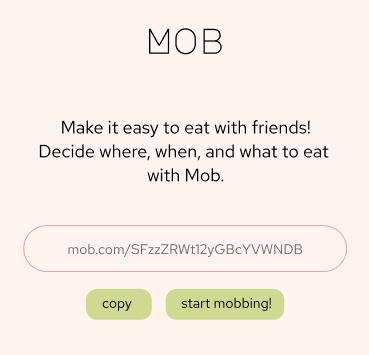 MOB
Make it easy to eat with friends!
Decide where, when, and what to eat
with Mob.
mob.com/SFzzZRWt12yGBcYVWNDB
copy
start mobbing!